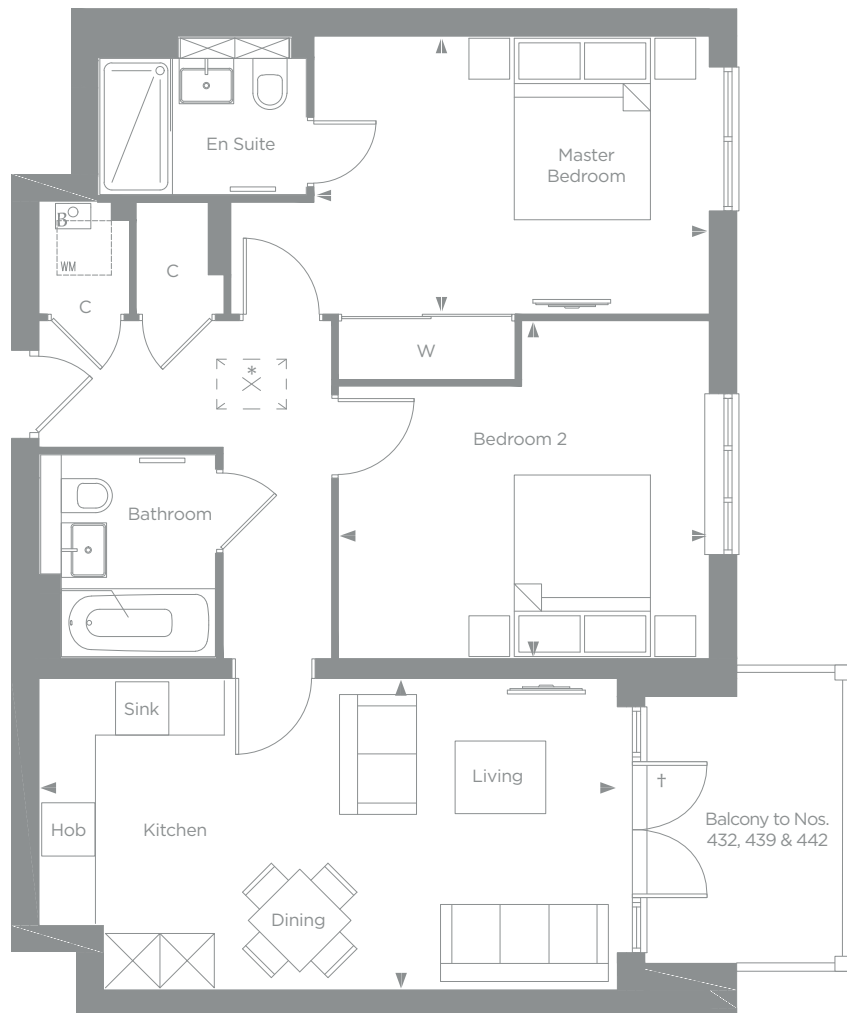 En Suite
Master
Bedroom
B
WM
C
C
W
*
Bedroom 2
Bathroom
Sink
Living
†
Hob
Kitchen
Balcony to Nos.
432, 439 & 442
Dining